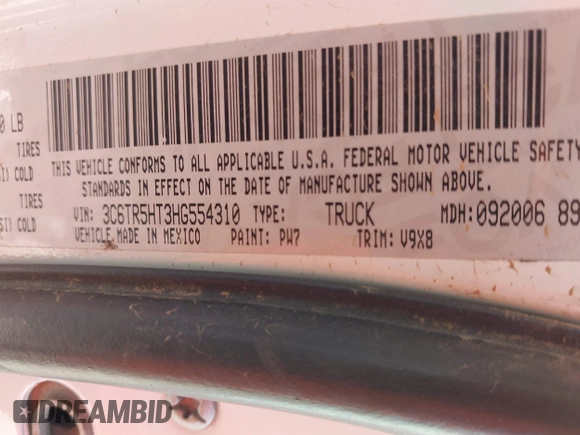 0 LB
TIRES
SI) COLD
TIRES
SI) COLD
THIS VEHICLE CONFORMS TO ALL APPLICABLE U.S.A. FEDERAL MOTOR VEHICLE SAFETY
STANDARDS IN EFFECT ON THE DATE OF MANUFACTURE SHOWN ABOVE.
VIN: 3C6TR5HT3HG554310 TYPE: TRUCK MDH:092006 89
VEHICLE MADE IN MEXICO PAINT: PW7 TRIM: V9X8
DREAMBID